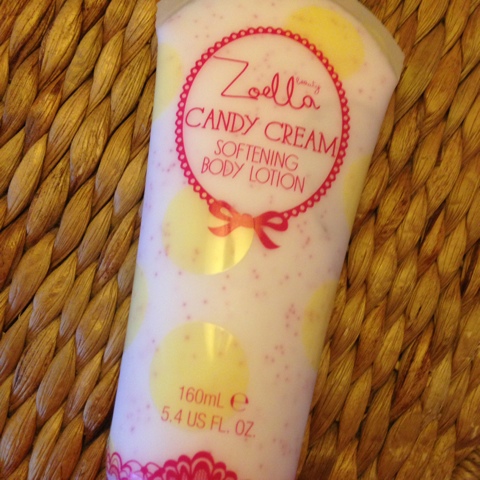 Zoella
beauty
CANDY CREAM
SOFTENING
BODY LOTION
160mL ℮
5.4 US FL. OZ.